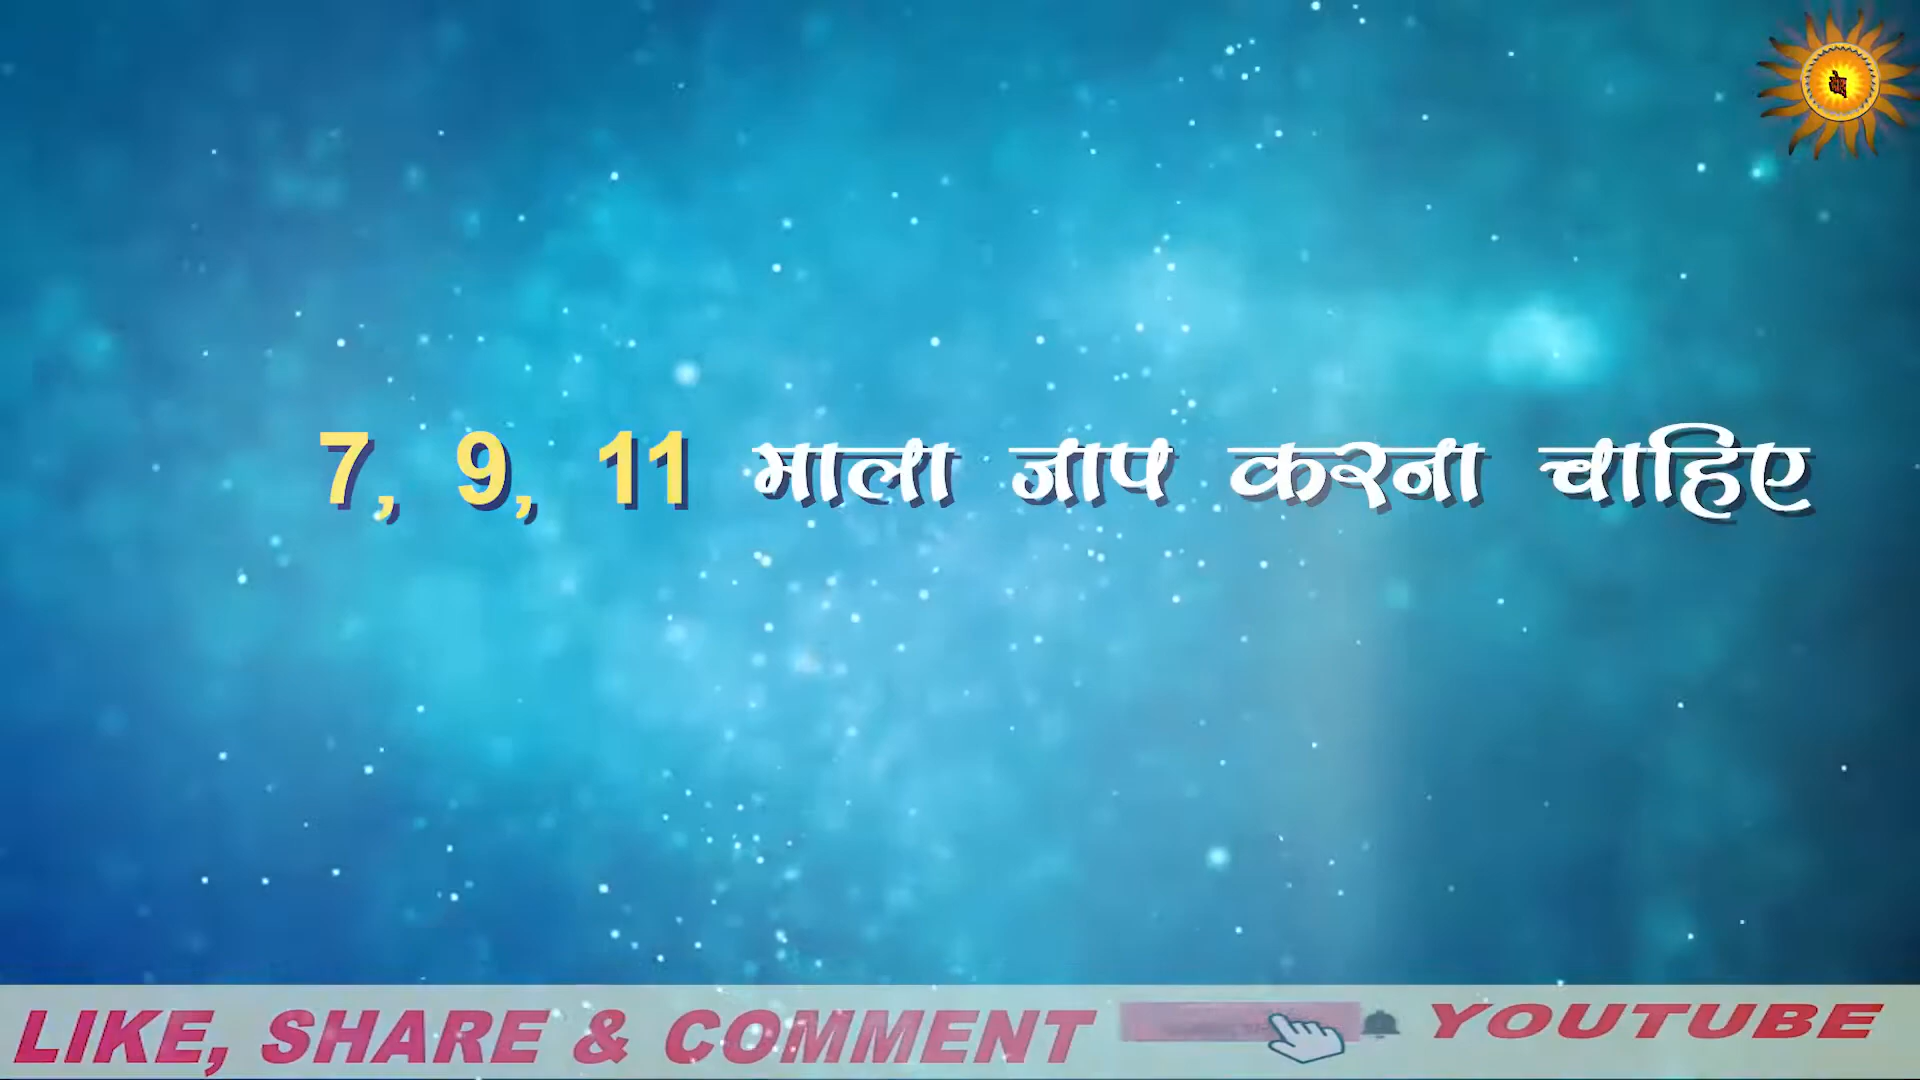 7, 9, 11 माला जाप करना चाहिए
LIKE, SHARE & COMMENT YOUTUBE